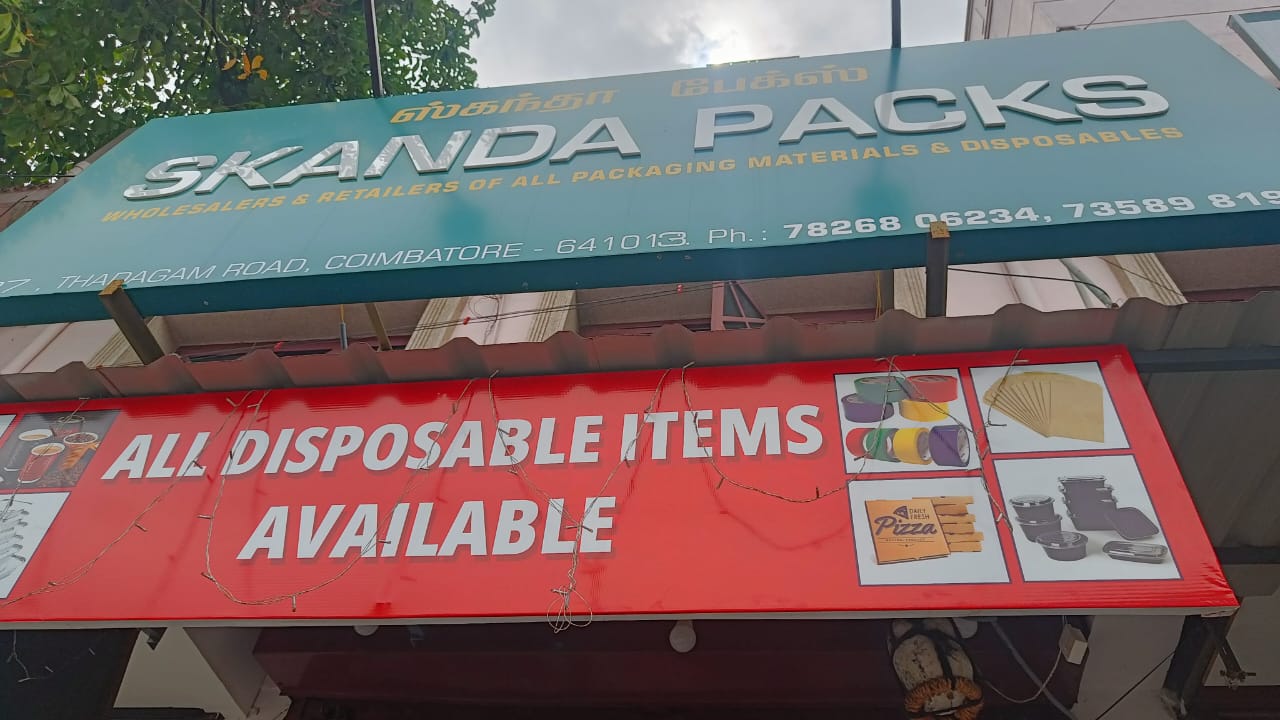 ஸ்கந்தா பேக்ஸ்
SKANDA PACKS
WHOLESALERS & RETAILERS OF ALL PACKAGING MATERIALS & DISPOSABLES
THADAGAM ROAD, COIMBATORE - 641013. Ph.: 78268 06234, 73589 819
ALL DISPOSABLE ITEMS
AVAILABLE
DAILY
FRESH
Pizza